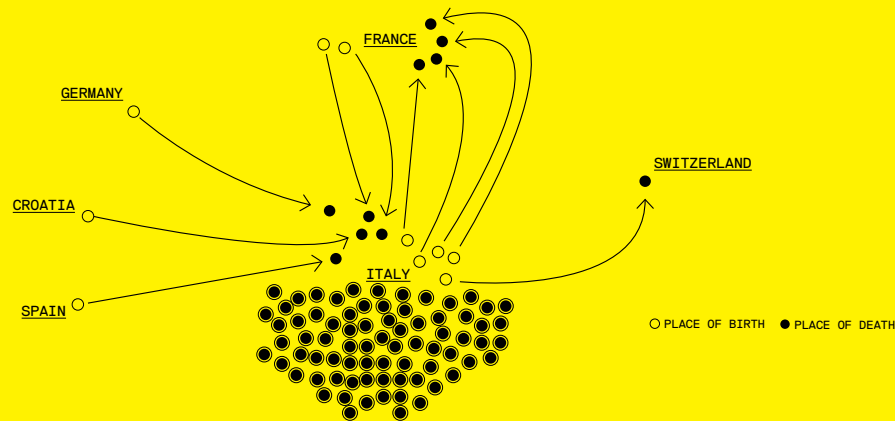 FRANCE
GERMANY
SWITZERLAND
CROATIA
ITALY
SPAIN
PLACE OF BIRTH
PLACE OF DEATH